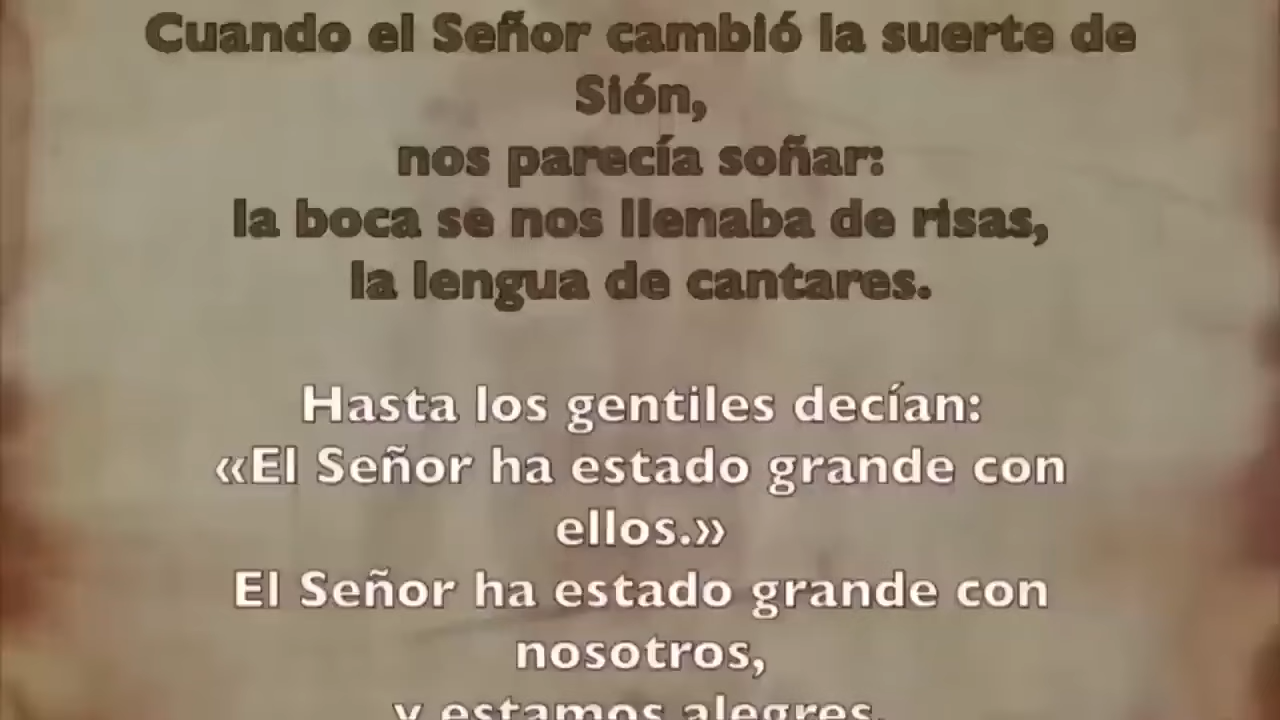 Cuando el Señor cambió la suerte de
Sión,
nos parecía soñar:
la boca se nos llenaba de risas,
la lengua de cantares.
Hasta los gentiles decían:
«El Señor ha estado grande con
ellos.»
El Señor ha estado grande con
nosotros,
y estamos alegres.